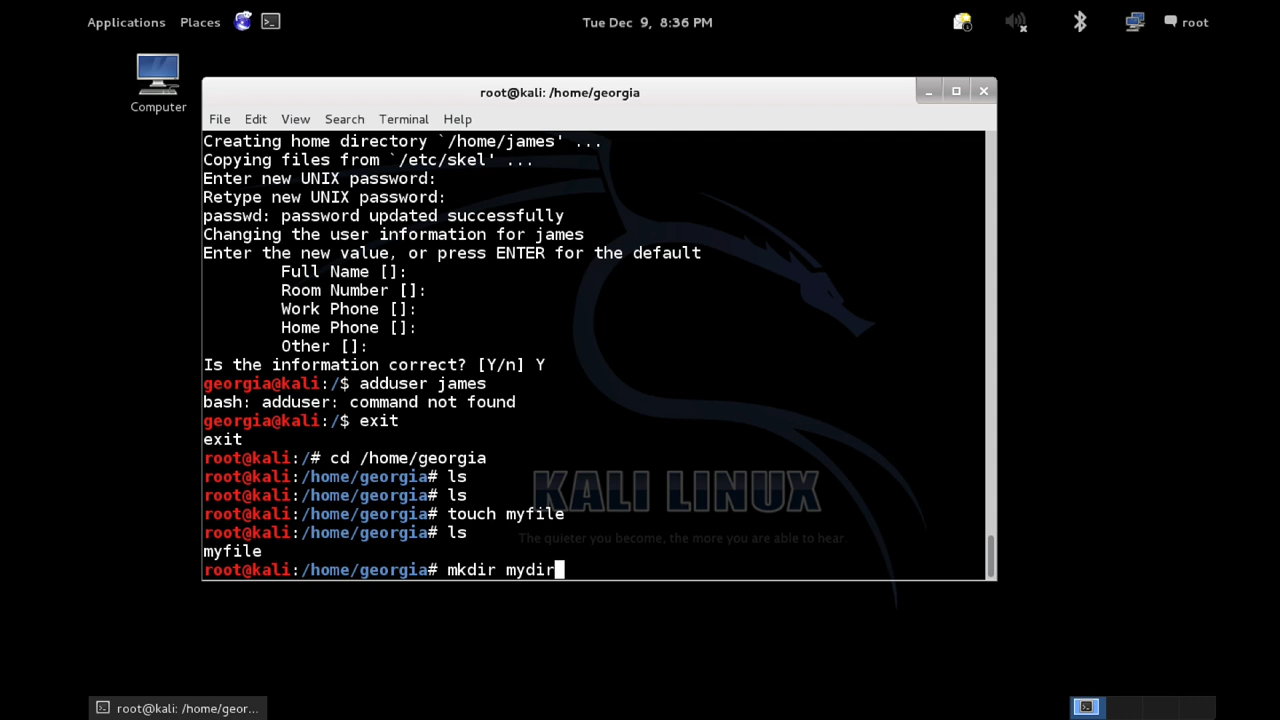 Applications Places Tue Dec 9, 8:36 PM root
Computer
root@kali: /home/georgia
File Edit View Search Terminal Help
Creating home directory `/home/james' ...
Copying files from `/etc/skel' ...
Enter new UNIX password:
Retype new UNIX password:
passwd: password updated successfully
Changing the user information for james
Enter the new value, or press ENTER for the default
Full Name []:
Room Number []:
Work Phone []:
Home Phone []:
Other []:
Is the information correct? [Y/n] Y
georgia@kali:/$ adduser james
bash: adduser: command not found
georgia@kali:/$ exit
exit
root@kali:/# cd /home/georgia
root@kali:/home/georgia# ls
root@kali:/home/georgia# ls
KALI LINUX
root@kali:/home/georgia# touch myfile
root@kali:/home/georgia# ls
The quieter you become, the more you are able to hear
myfile
root@kali:/home/georgia# mkdir mydir
root@kali: /home/geor...